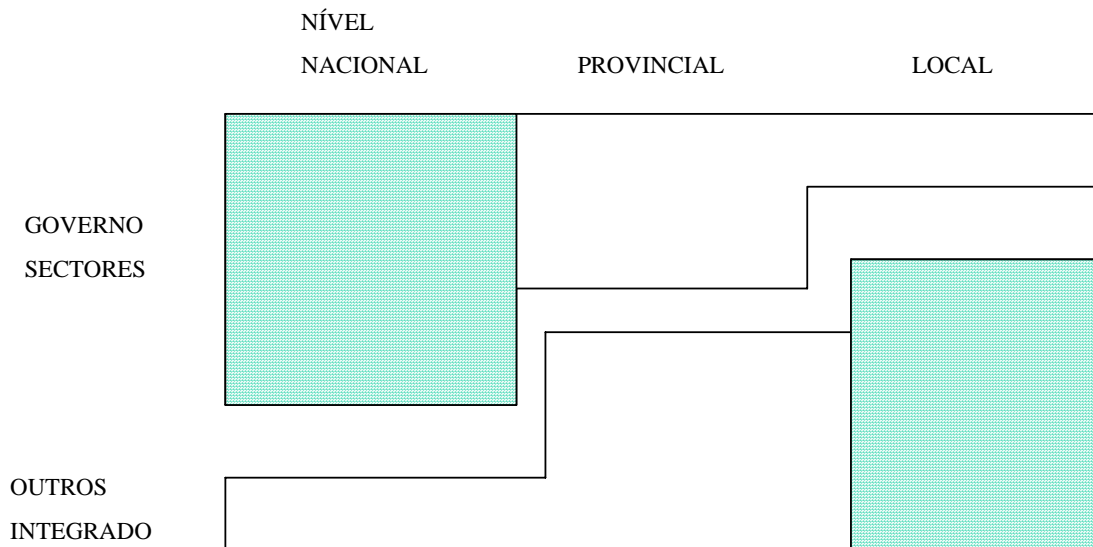 NÍVEL
NACIONAL PROVINCIAL LOCAL
GOVERNO
SECTORES
OUTROS
INTEGRADO